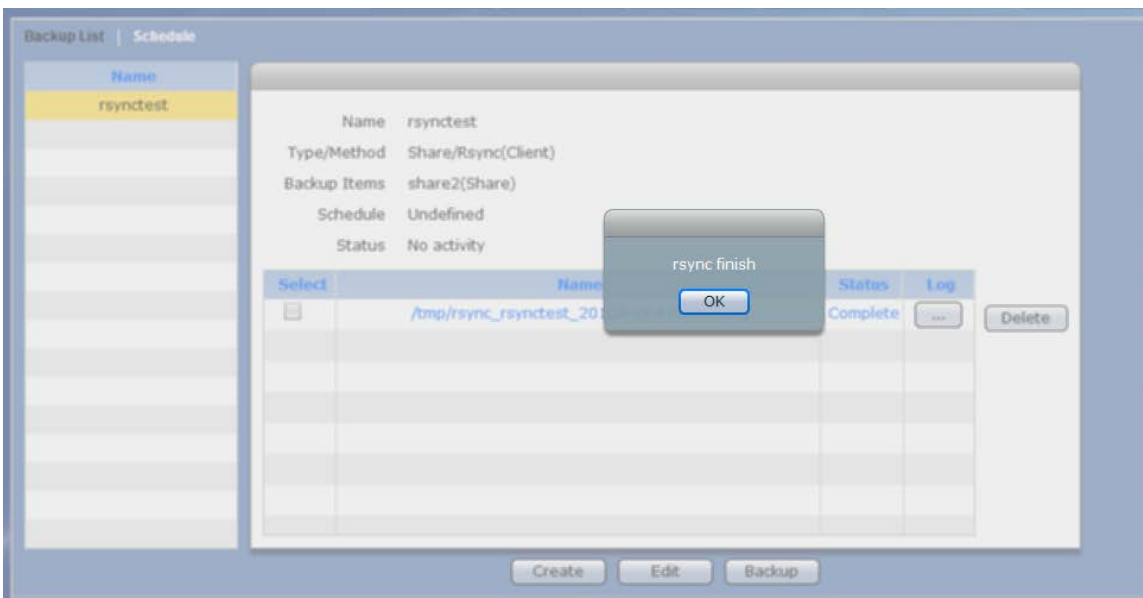 Backup List | Schedule
Name
rsynctest
Name rsynctest
Type/Method Share/Rsync(Client)
Backup Items share2(Share)
Schedule Undefined
Status No activity
rsync finish
OK
Select Name Status Log
/tmp/rsync_rsynctest_201 Complete ... Delete
Create Edit Backup